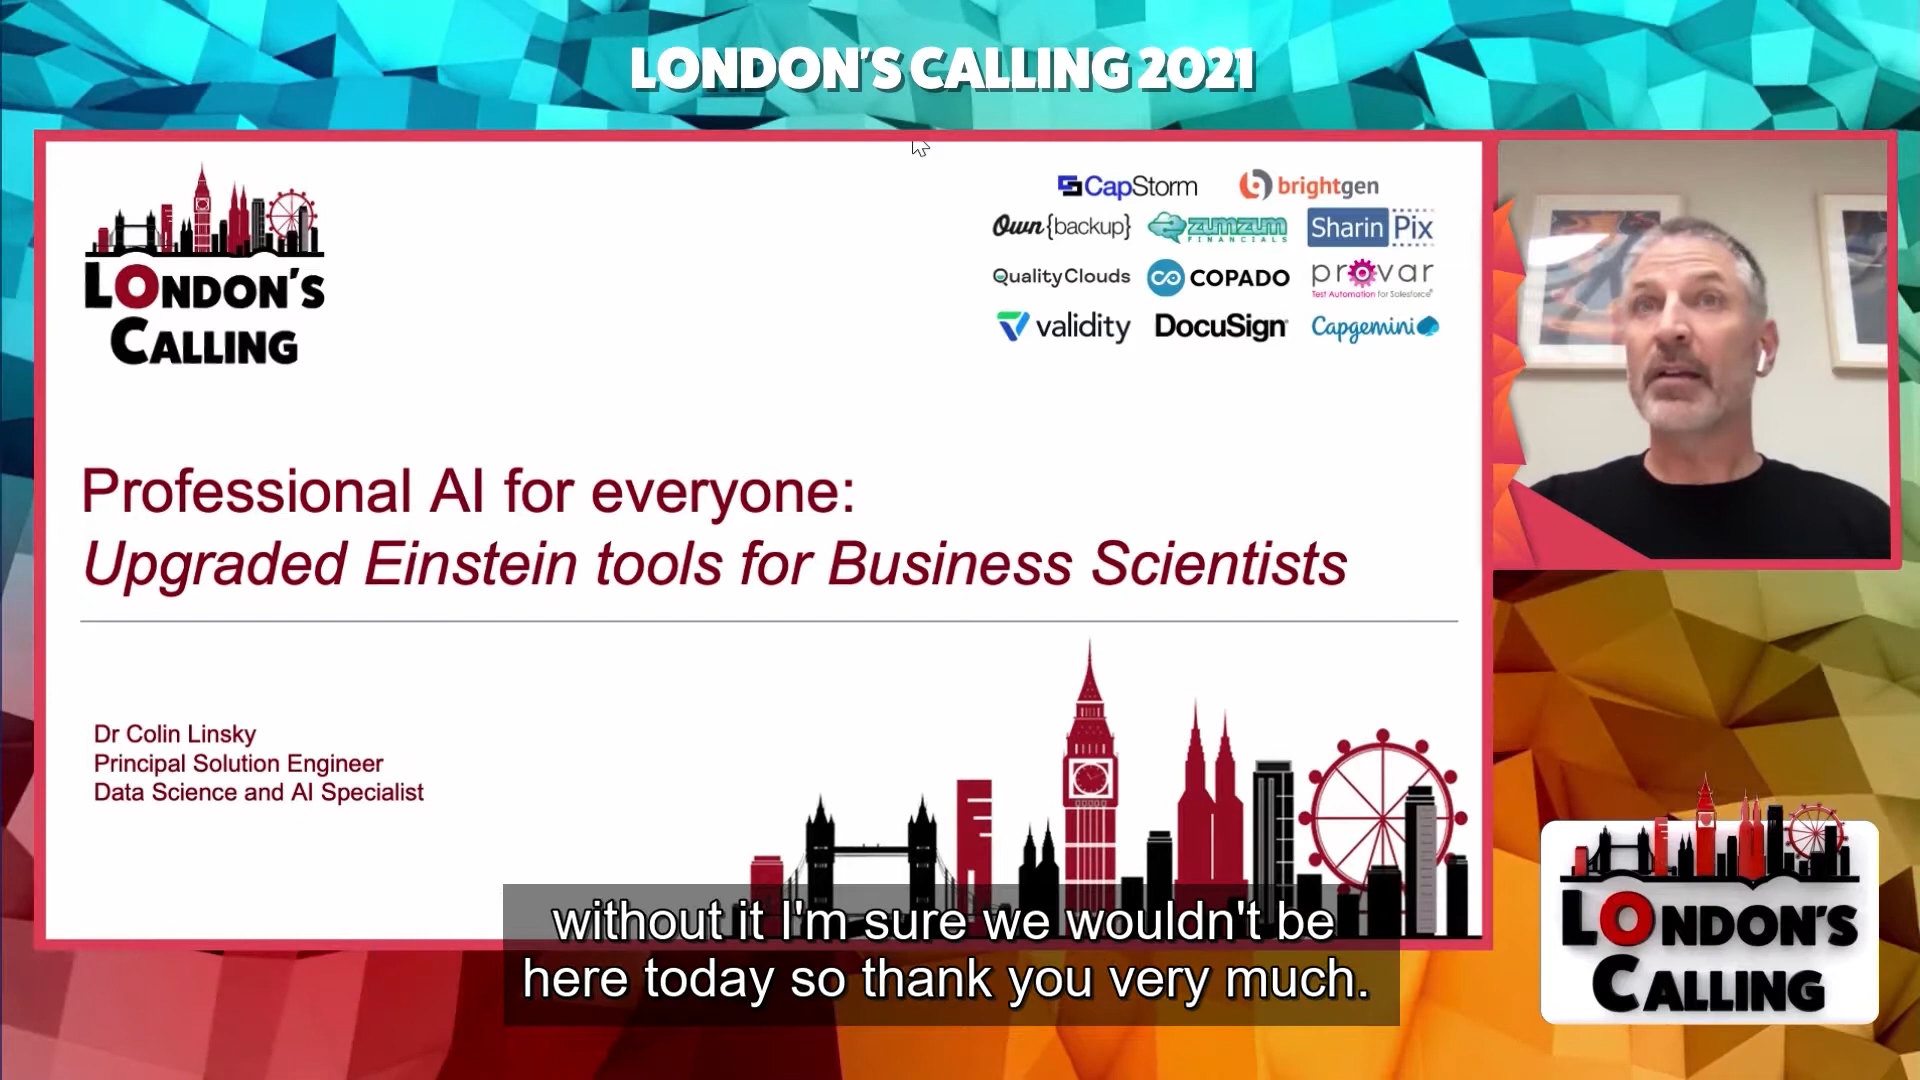 LONDON'S CALLING 2021
LONDON'S
CALLING
CapStorm
brightgen
Own{backup}
ZUMZUM
FINANCIALS
SharinPix
QualityClouds
COPADO
provar
Test Automation for Salesforce®
validity
DocuSign
Capgemini
Professional AI for everyone:
Upgraded Einstein tools for Business Scientists
Dr Colin Linsky
Principal Solution Engineer
Data Science and AI Specialist
without it I'm sure we wouldn't be
here today so thank you very much.
LONDON'S
CALLING